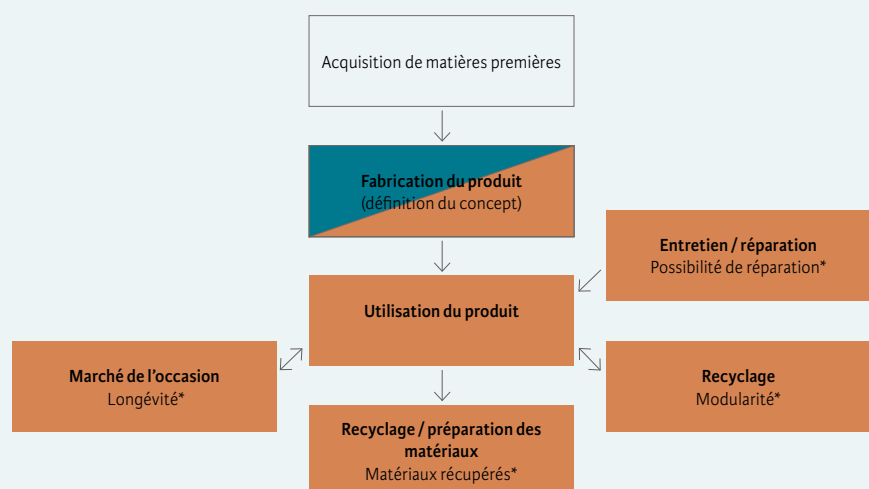 Acquisition de matières premières
Fabrication du produit
(définition du concept)
Entretien / réparation
Possibilité de réparation*
Utilisation du produit
Marché de l'occasion
Longévité*
Recyclage
Modularité*
Recyclage / préparation des
matériaux
Matériaux récupérés*